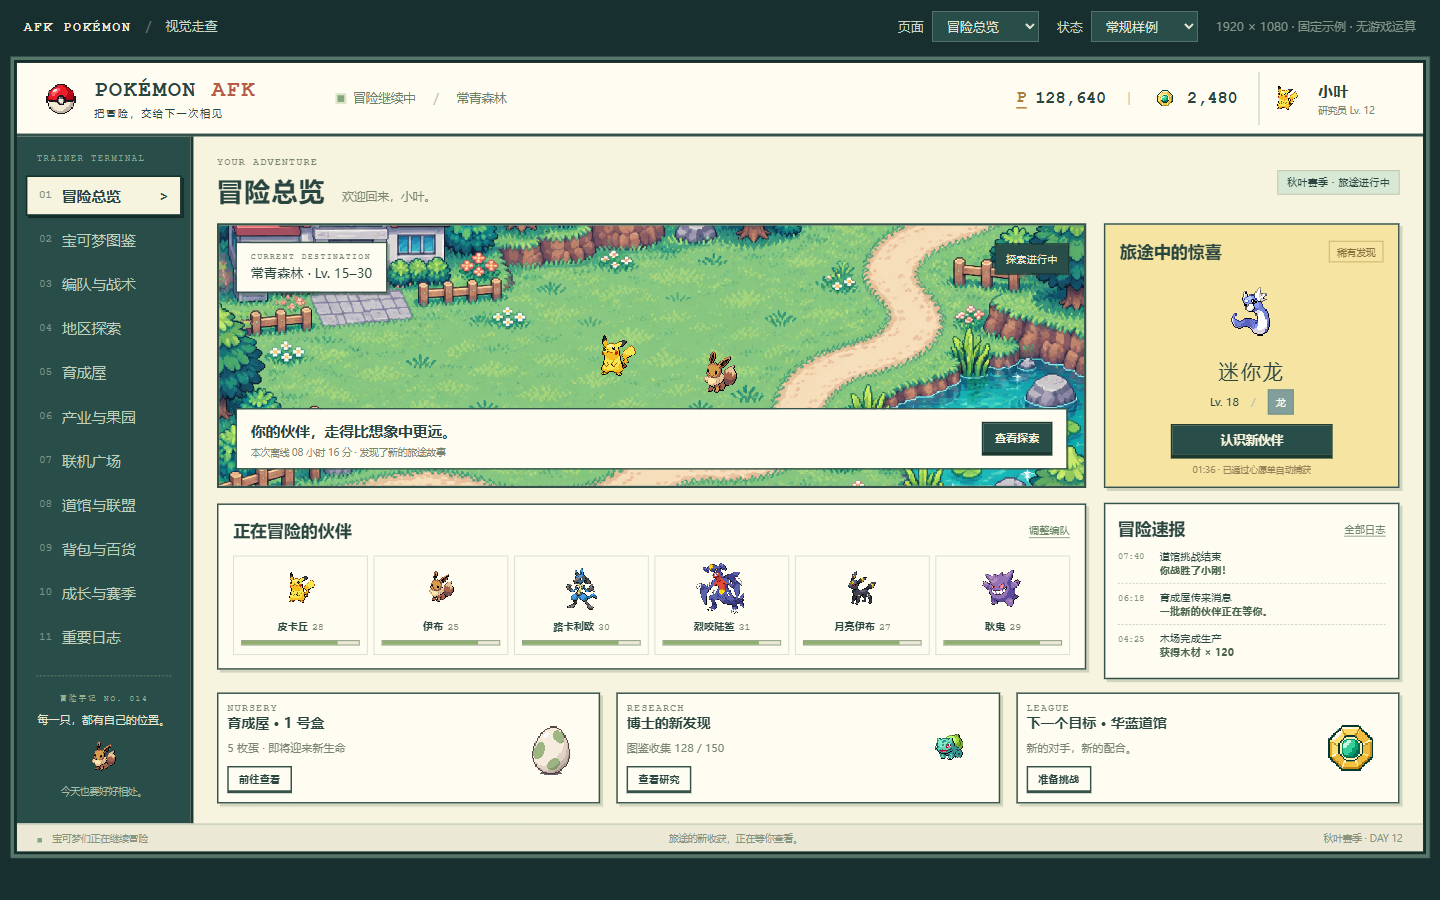 AFK POKÉMON / 视觉走查
页面 冒险总览 状态 常规样例 1920 × 1080 · 固定示例 · 无游戏运算
POKÉMON AFK
把冒险，交给下一次相见
冒险继续中 / 常青森林
P 128,640 | 2,480
小叶
研究员 Lv. 12
TRAINER TERMINAL
01 冒险总览 >
02 宝可梦图鉴
03 编队与战术
04 地区探索
05 育成屋
06 产业与果园
07 联机广场
08 道馆与联盟
09 背包与百货
10 成长与赛季
11 重要日志
冒险手记 NO. 014
每一只，都有自己的位置。
今天也要好好相处。
YOUR ADVENTURE
冒险总览 欢迎回来，小叶。
秋叶赛季 · 旅途进行中
CURRENT DESTINATION
常青森林 · Lv. 15–30
探索进行中
你的伙伴，走得比想象中更远。
本次离线 08 小时 16 分 · 发现了新的旅途故事
查看探索
旅途中的惊喜
稀有发现
迷你龙
Lv. 18 / 龙
认识新伙伴
01:36 · 已通过心愿单自动捕获
正在冒险的伙伴
调整编队
皮卡丘 28
伊布 25
路卡利欧 30
烈咬陆鲨 31
月亮伊布 27
耿鬼 29
冒险速报
全部日志
07:40 道馆挑战结束
你战胜了小刚！
06:18 育成屋传来消息
一批新的伙伴正在等你。
04:25 木场完成生产
获得木材 × 120
NURSERY
育成屋 • 1 号盒
5 枚蛋 · 即将迎来新生命
前往查看
RESEARCH
博士的新发现
图鉴收集 128 / 150
查看研究
LEAGUE
下一个目标 • 华蓝道馆
新的对手，新的配合。
准备挑战
宝可梦们正在继续冒险
旅途的新收获，正在等你查看。
秋叶赛季 · DAY 12